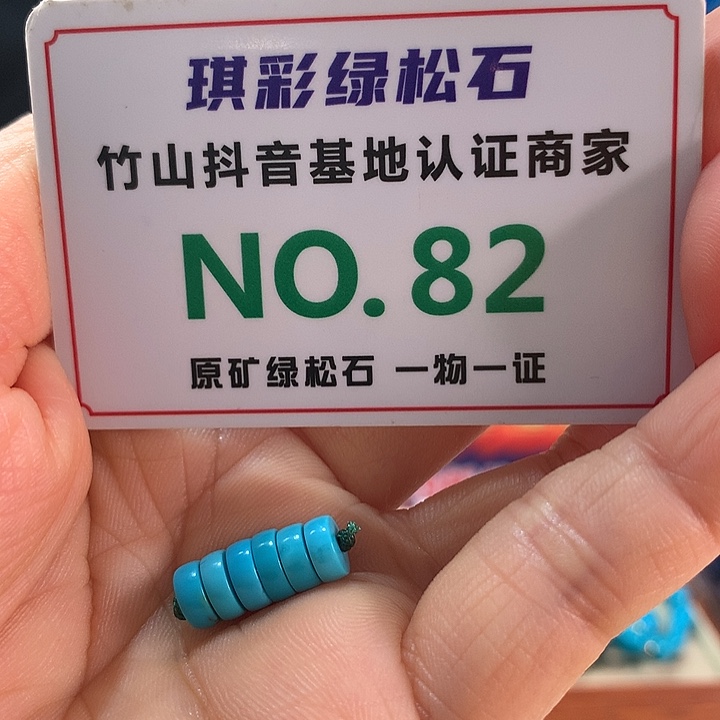 琪彩绿松石
竹山抖音基地认证商家
NO.82
原矿绿松石 一物一证